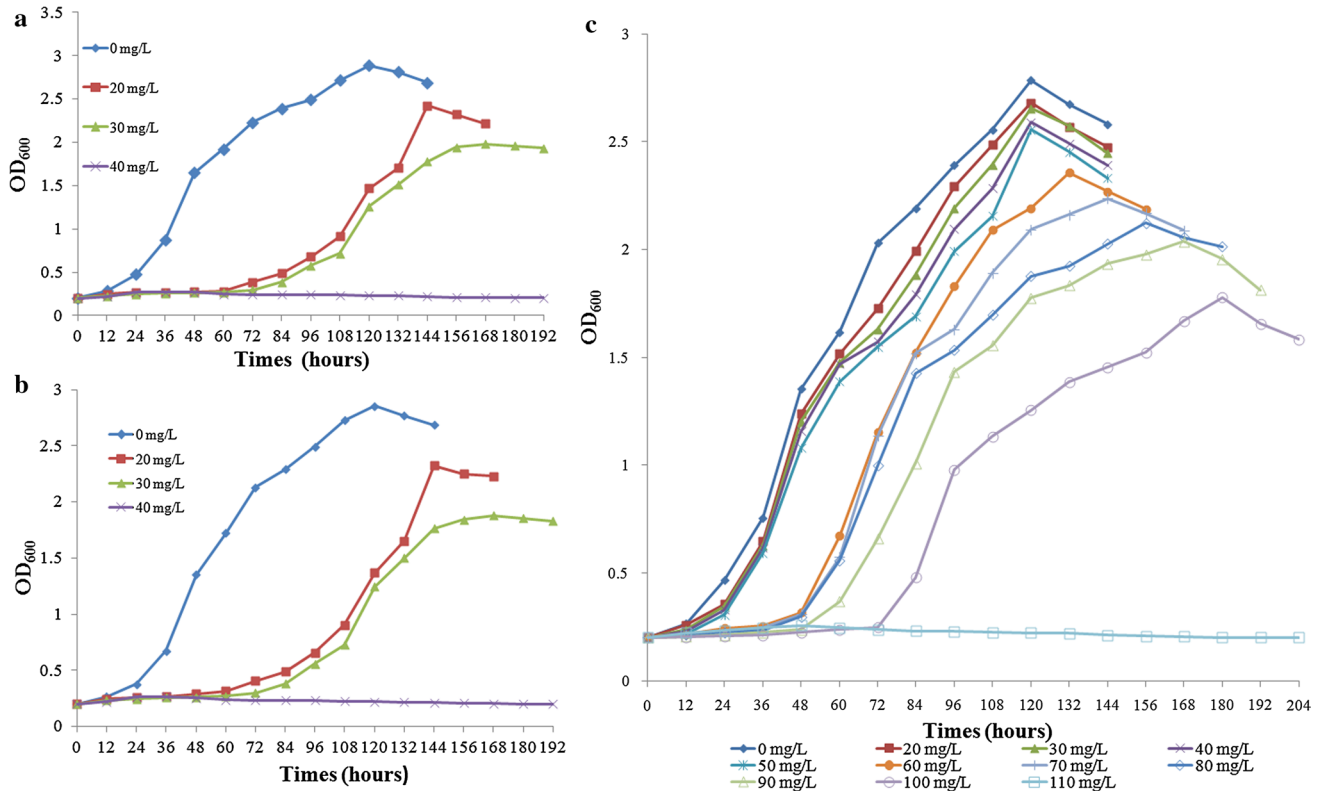 a
3.5
3
2.5
2
1.5
1
0.5
0
OD600
0 mg/L
20 mg/L
30 mg/L
40 mg/L
0 12 24 36 48 60 72 84 96 108 120 132 144 156 168 180 192
Times (hours)
b
3
2.5
2
1.5
1
0.5
0
OD600
0 mg/L
20 mg/L
30 mg/L
40 mg/L
0 12 24 36 48 60 72 84 96 108 120 132 144 156 168 180 192
Times (hours)
c
3
2.5
2
1.5
1
0.5
0
OD600
0 12 24 36 48 60 72 84 96 108 120 132 144 156 168 180 192 204
Times (hours)
0 mg/L 20 mg/L 30 mg/L 40 mg/L
50 mg/L 60 mg/L 70 mg/L 80 mg/L
90 mg/L 100 mg/L 110 mg/L